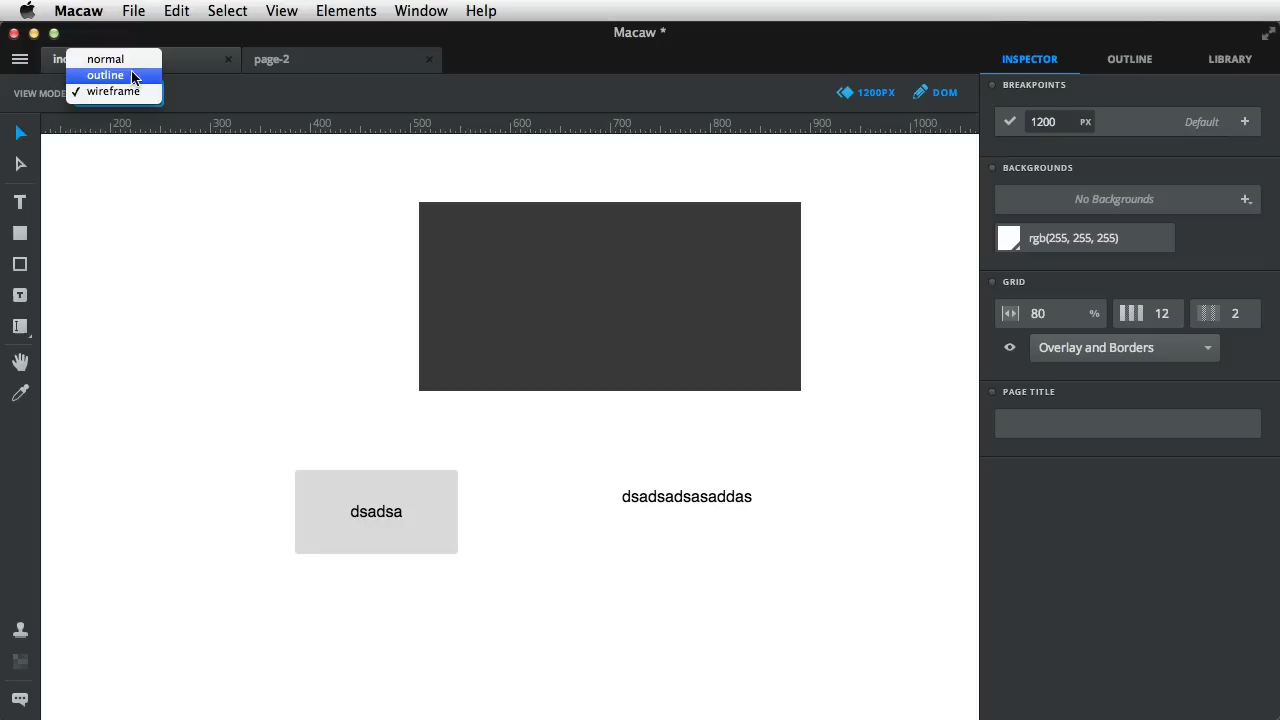 Macaw File Edit Select View Elements Window Help
Macaw *
page-2
INSPECTOR OUTLINE LIBRARY
normal
outline
wireframe
VIEW MODE
1200PX DOM
200 300 400 500 600 700 800 900 1000
BREAKPOINTS
1200 PX Default
BACKGROUNDS
No Backgrounds
rgb(255, 255, 255)
GRID
80 % 12 2
Overlay and Borders
PAGE TITLE
dsadsadsasaddas
dsadsa